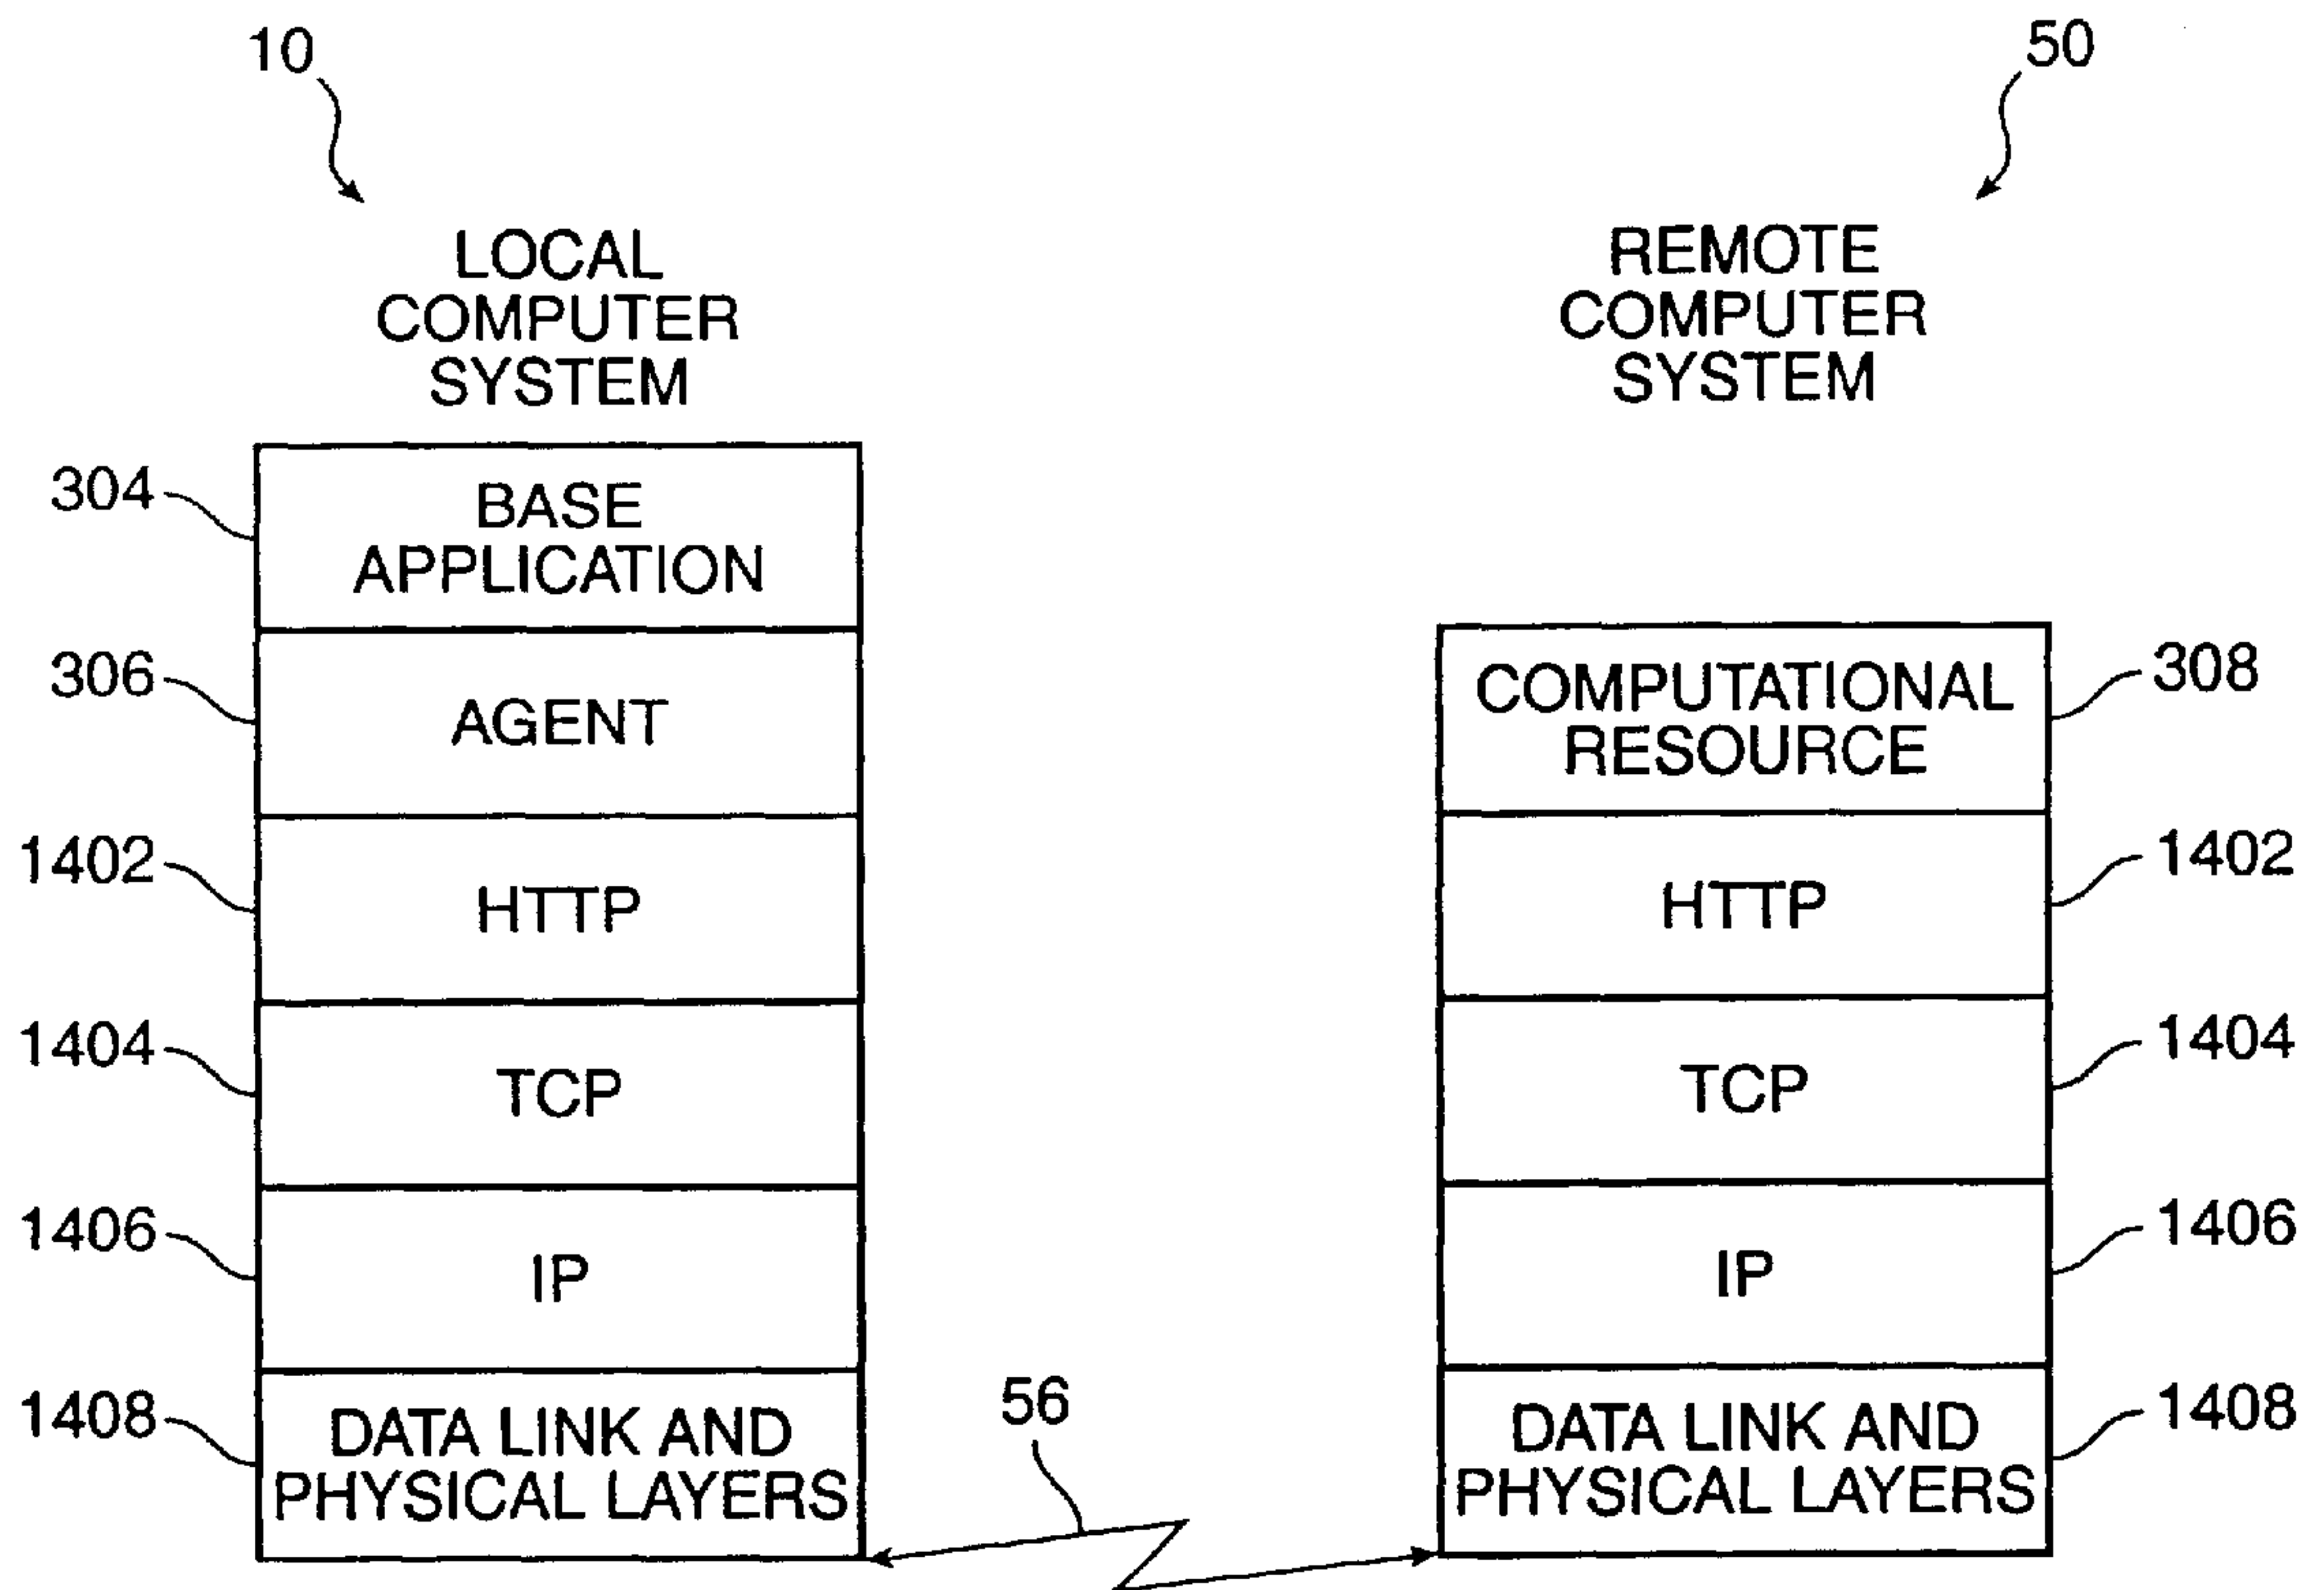 10
LOCAL
COMPUTER
SYSTEM
304
BASE
APPLICATION
306
AGENT
1402
HTTP
1404
TCP
1406
IP
1408
DATA LINK AND
PHYSICAL LAYERS
56
50
REMOTE
COMPUTER
SYSTEM
COMPUTATIONAL
RESOURCE
308
HTTP
1402
TCP
1404
IP
1406
DATA LINK AND
PHYSICAL LAYERS
1408